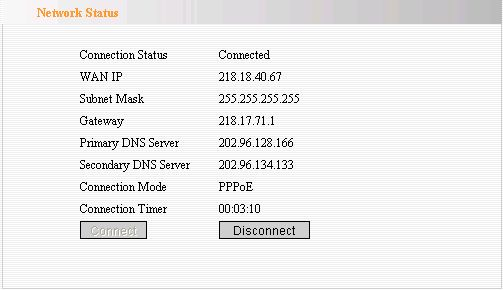 Network Status
Connection Status Connected
WAN IP 218.18.40.67
Subnet Mask 255.255.255.255
Gateway 218.17.71.1
Primary DNS Server 202.96.128.166
Secondary DNS Server 202.96.134.133
Connection Mode PPPoE
Connection Timer 00:03:10
Connect Disconnect